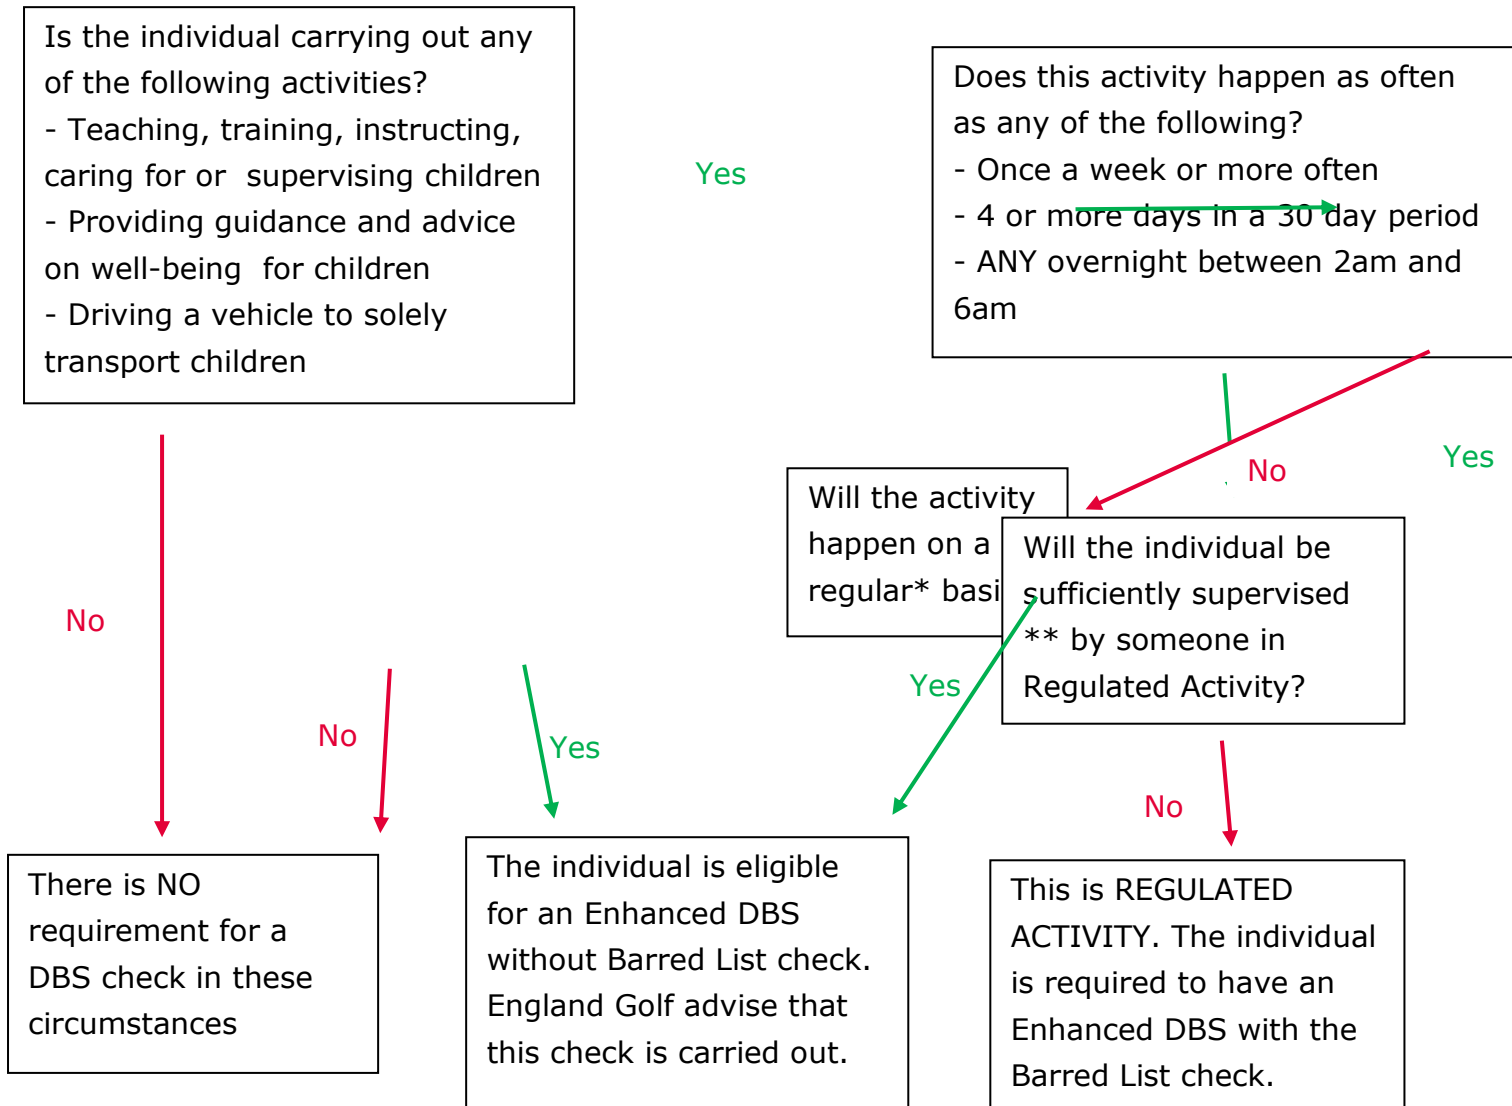 Is the individual carrying out any
of the following activities?
- Teaching, training, instructing,
caring for or  supervising children
- Providing guidance and advice
on well-being  for children
- Driving a vehicle to solely
transport children
Yes
Does this activity happen as often
as any of the following?
- Once a week or more often
- 4 or more days in a 30 day period
- ANY overnight between 2am and
6am
No
Yes
Will the activity
happen on a
regular* basi
Will the individual be
sufficiently supervised
** by someone in
Regulated Activity?
No
Yes
No
Yes
No
There is NO
requirement for a
DBS check in these
circumstances
The individual is eligible
for an Enhanced DBS
without Barred List check.
England Golf advise that
this check is carried out.
This is REGULATED
ACTIVITY. The individual
is required to have an
Enhanced DBS with the
Barred List check.